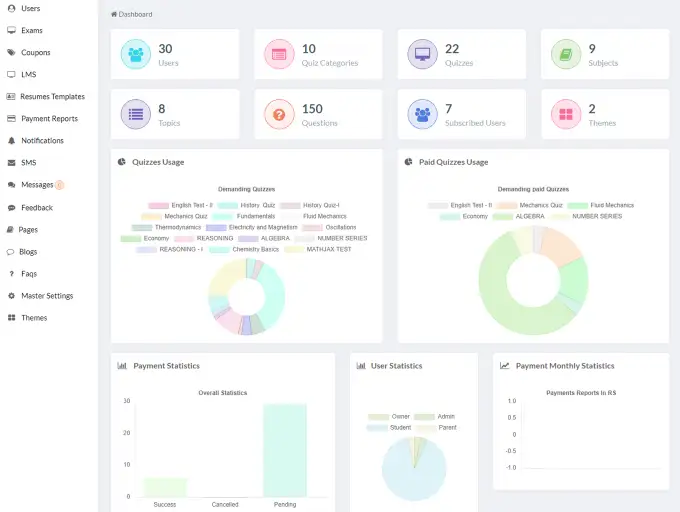 Users
Exams
Coupons
LMS
Resumes Templates
Payment Reports
Notifications
SMS
Messages 0
Feedback
Pages
Blogs
Faqs
Master Settings
Themes
Dashboard
30
Users
10
Quiz Categories
22
Quizzes
9
Subjects
8
Topics
150
Questions
7
Subscribed Users
2
Themes
Quizzes Usage
Demanding Quizzes
English Test - II History Quiz History Quiz-I
Mechanics Quiz Fundamentals Fluid Mechanics
Thermodynamics Electricity and Magnetism Oscillations
Economy REASONING ALGEBRA NUMBER SERIES
REASONING - I Chemistry Basics MATHJAX TEST
Paid Quizzes Usage
Demanding paid Quizzes
English Test - II Mechanics Quiz Fluid Mechanics
Economy ALGEBRA NUMBER SERIES
Payment Statistics
Overall Statistics
30
20
10
0
Success Cancelled Pending
User Statistics
Owner Admin
Student Parent
Payment Monthly Statistics
Payments Reports In RS
1.0
0.5
0
-0.5
-1.0